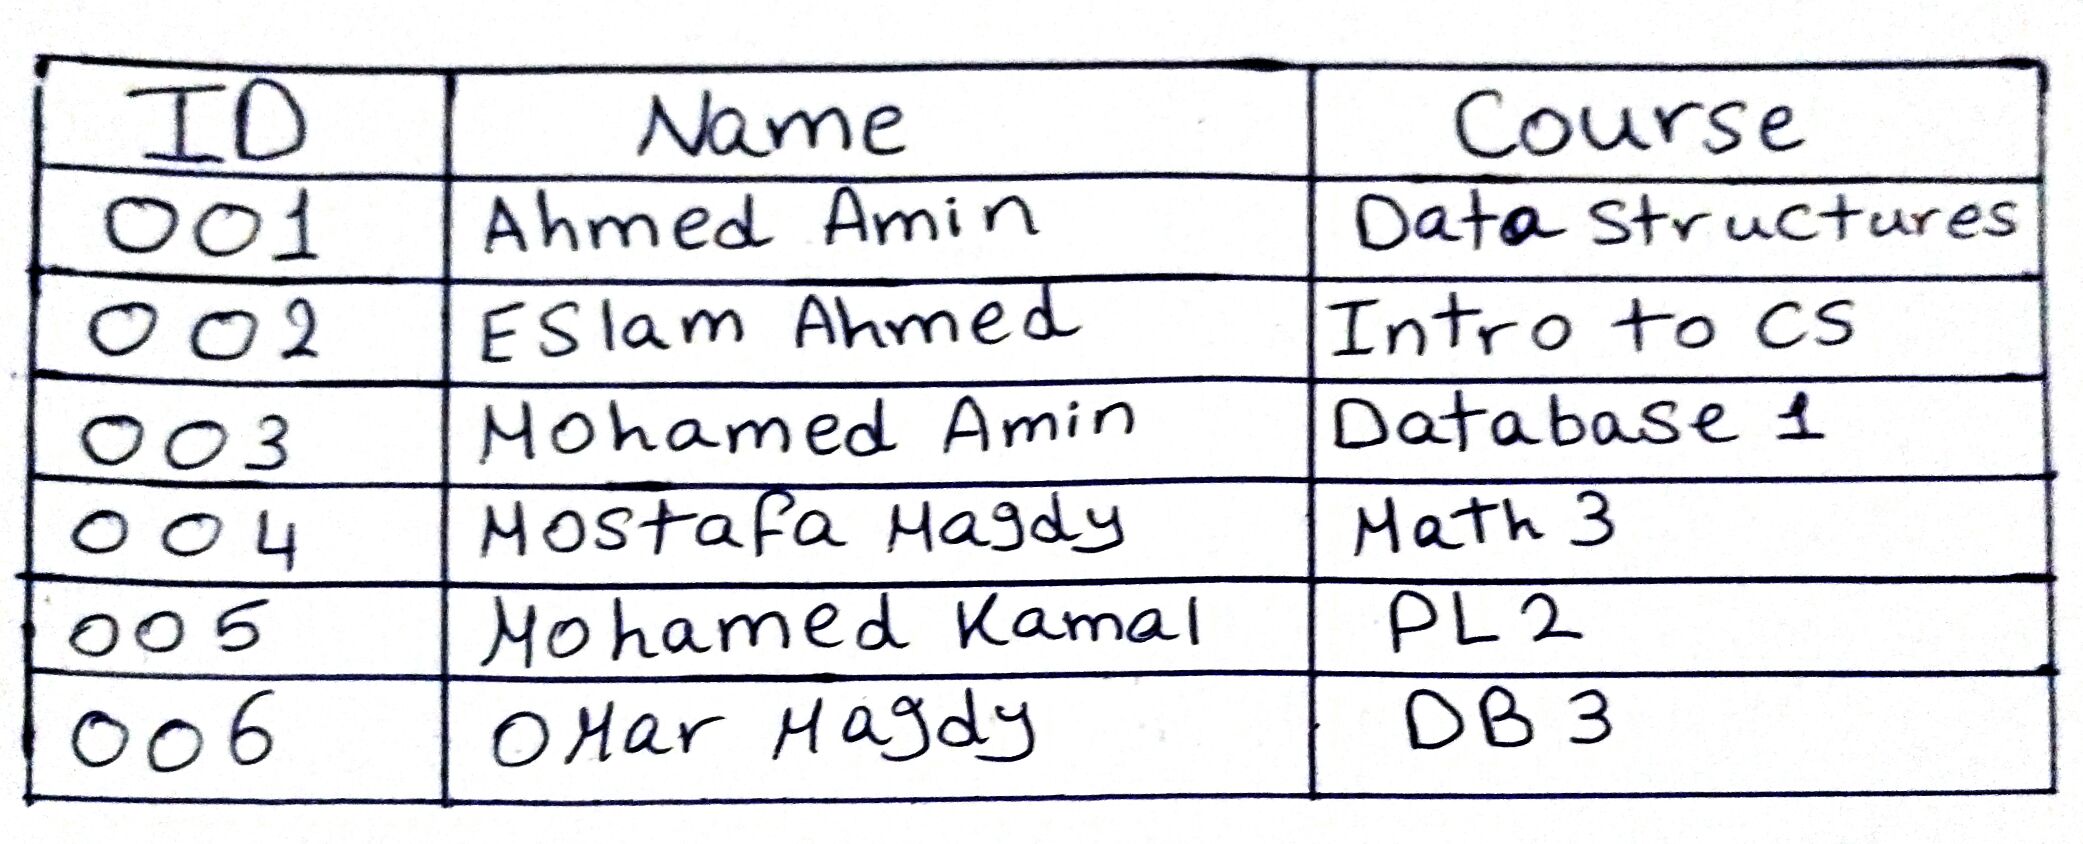 ID Name Course
001 Ahmed Amin Data Structures
002 ESlam Ahmed Intro to CS
003 Mohamed Amin Database 1
004 Mostafa Magdy Math 3
005 Mohamed Kamal PL 2
006 OMar Magdy DB 3